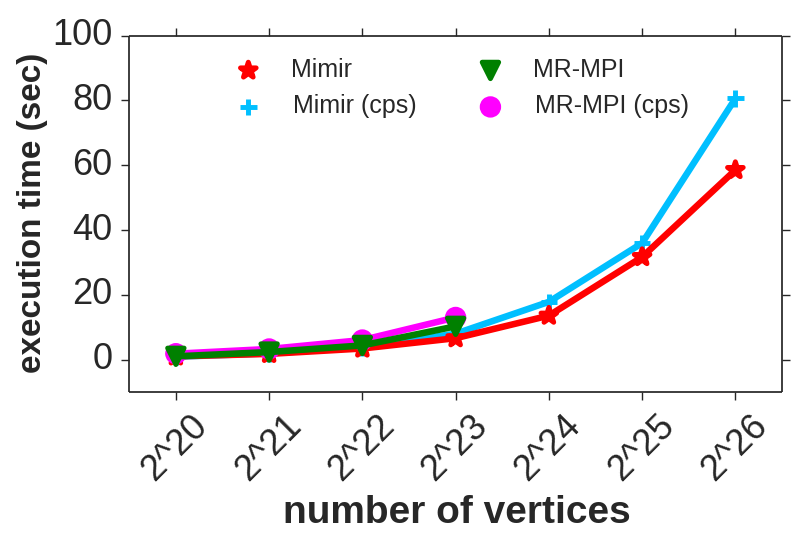 execution time (sec)
100
80
60
40
20
0
Mimir
MR-MPI
Mimir (cps)
MR-MPI (cps)
2^20
2^21
2^22
2^23
2^24
2^25
2^26
number of vertices